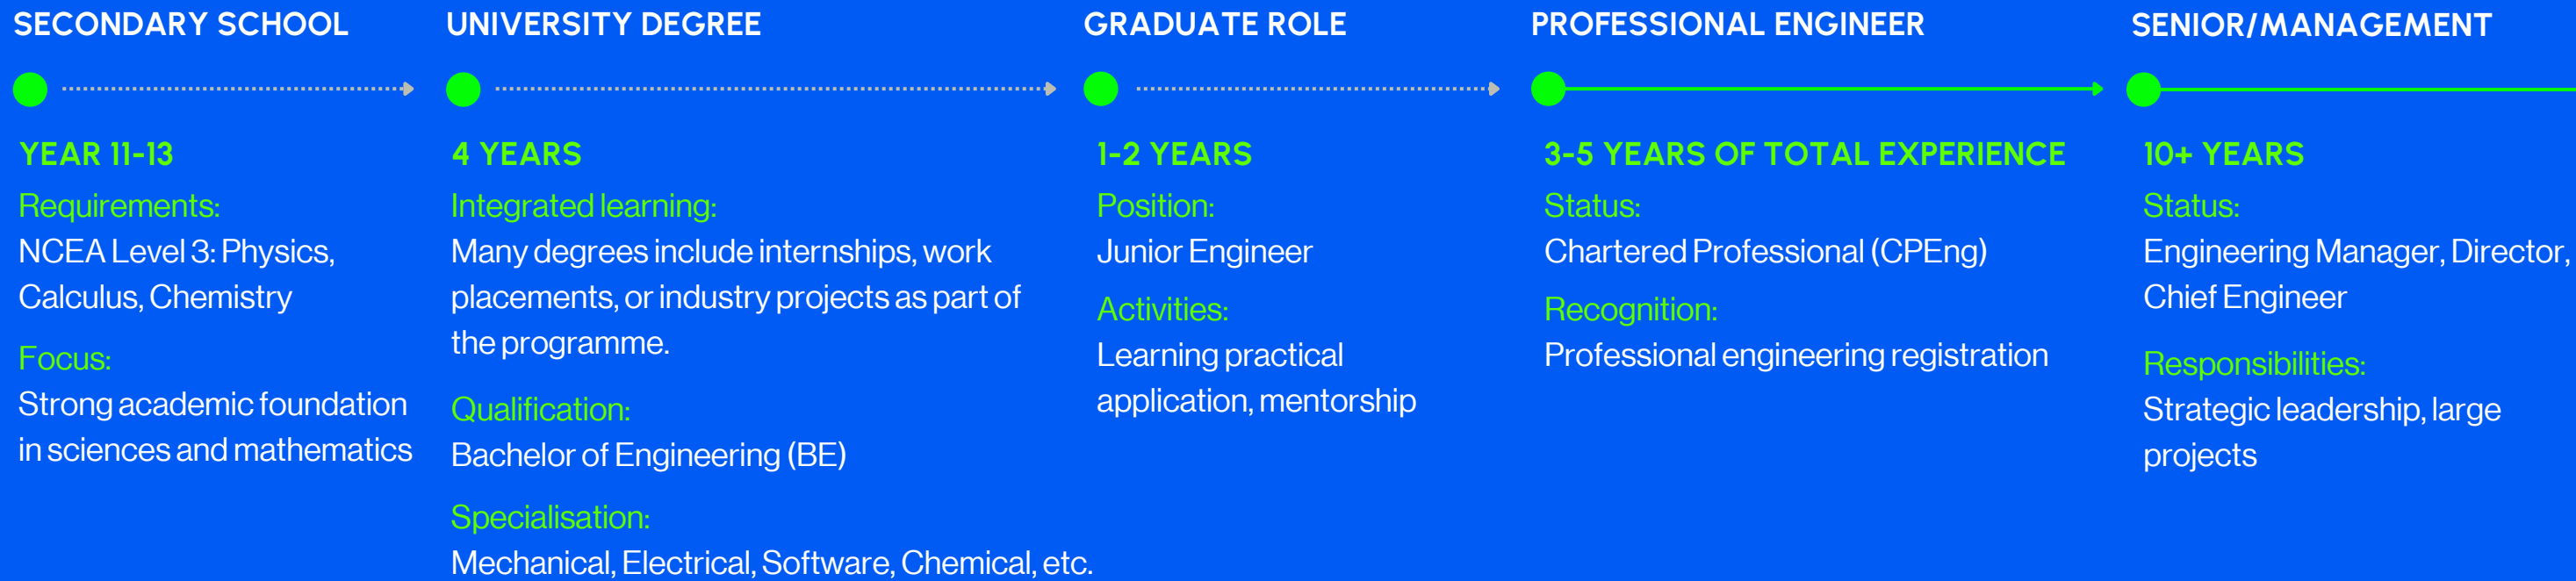 SECONDARY SCHOOL
YEAR 11-13
Requirements:
NCEA Level 3: Physics,
Calculus, Chemistry
Focus:
Strong academic foundation
in sciences and mathematics
UNIVERSITY DEGREE
4 YEARS
Integrated learning:
Many degrees include internships, work
placements, or industry projects as part of
the programme.
Qualification:
Bachelor of Engineering (BE)
Specialisation:
Mechanical, Electrical, Software, Chemical, etc.
GRADUATE ROLE
1-2 YEARS
Position:
Junior Engineer
Activities:
Learning practical
application, mentorship
PROFESSIONAL ENGINEER
3-5 YEARS OF TOTAL EXPERIENCE
Status:
Chartered Professional (CPEng)
Recognition:
Professional engineering registration
SENIOR/MANAGEMENT
10+ YEARS
Status:
Engineering Manager, Director,
Chief Engineer
Responsibilities:
Strategic leadership, large
projects